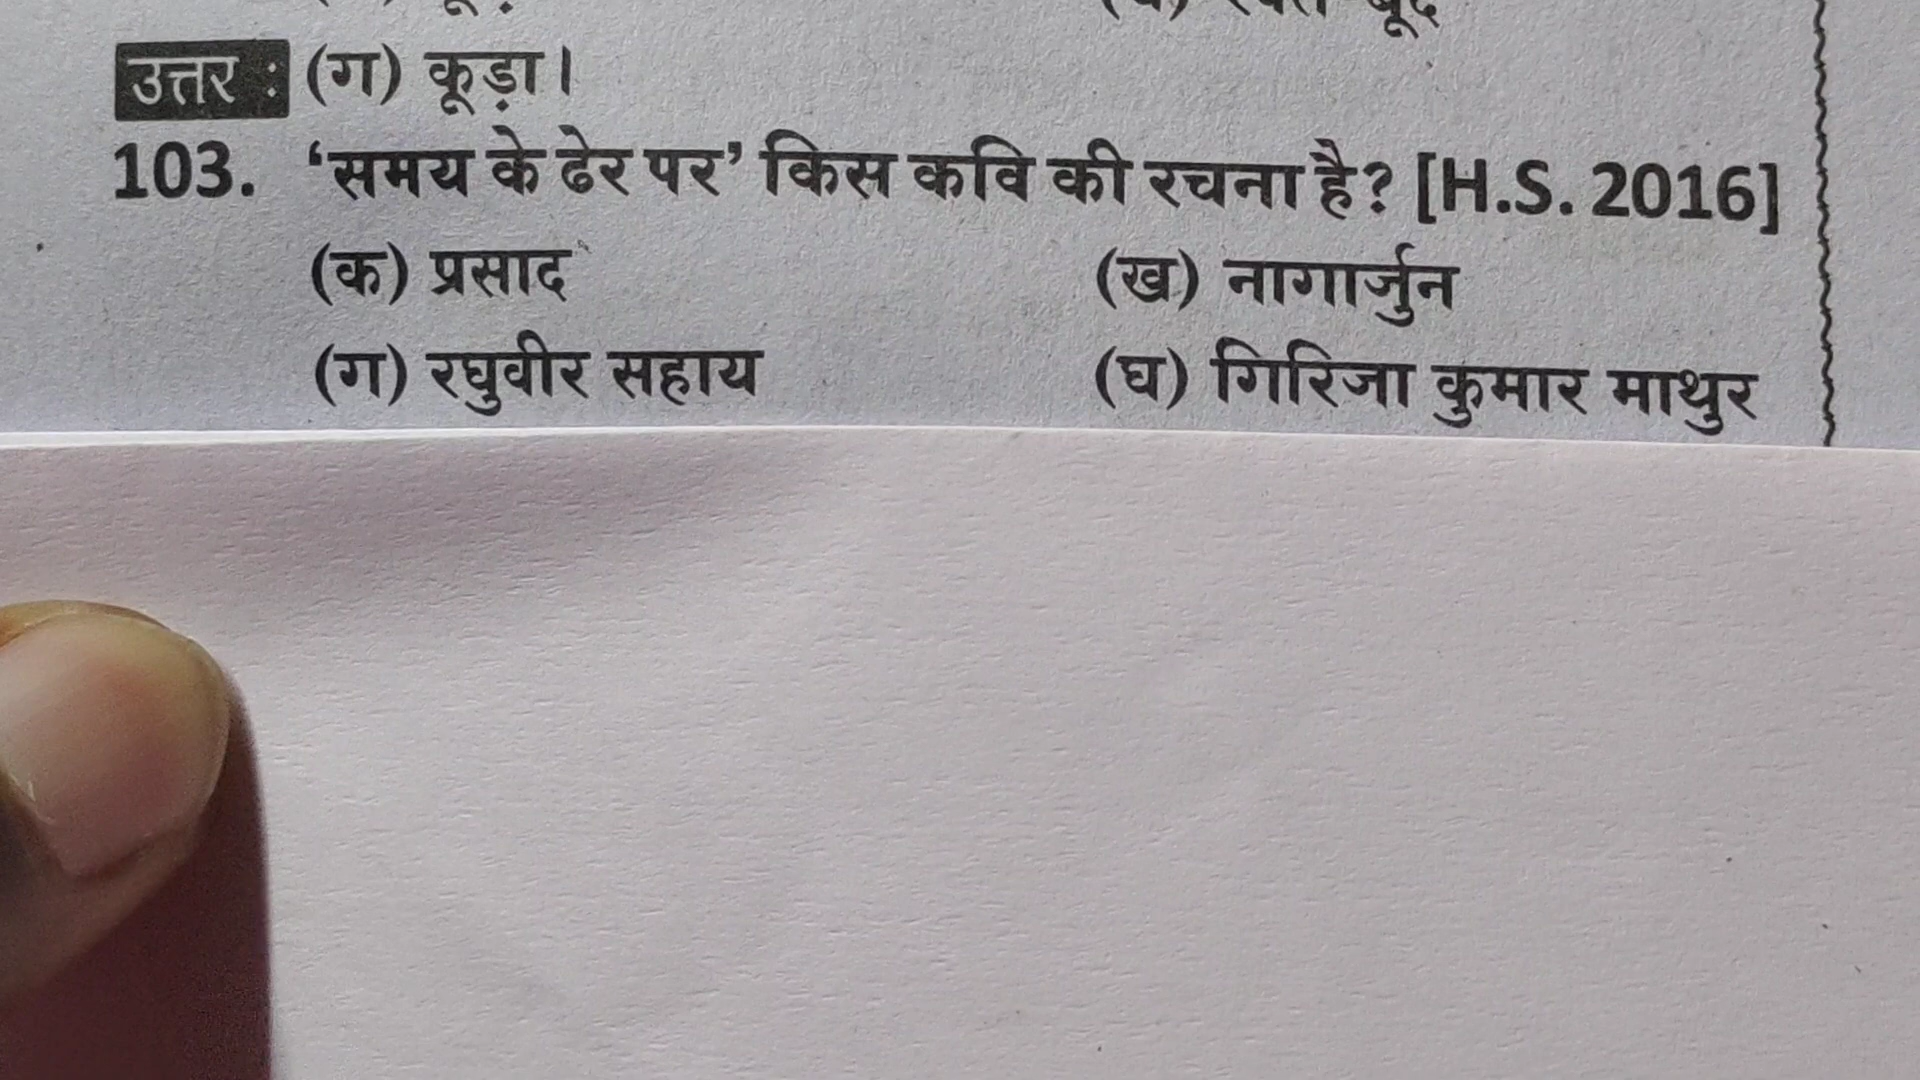 उत्तर : (ग) कूड़ा।
103. ‘समय के ढेर पर’ किस कवि की रचना है? [H.S. 2016]
(क) प्रसाद (ख) नागार्जुन
(ग) रघुवीर सहाय (घ) गिरिजा कुमार माथुर